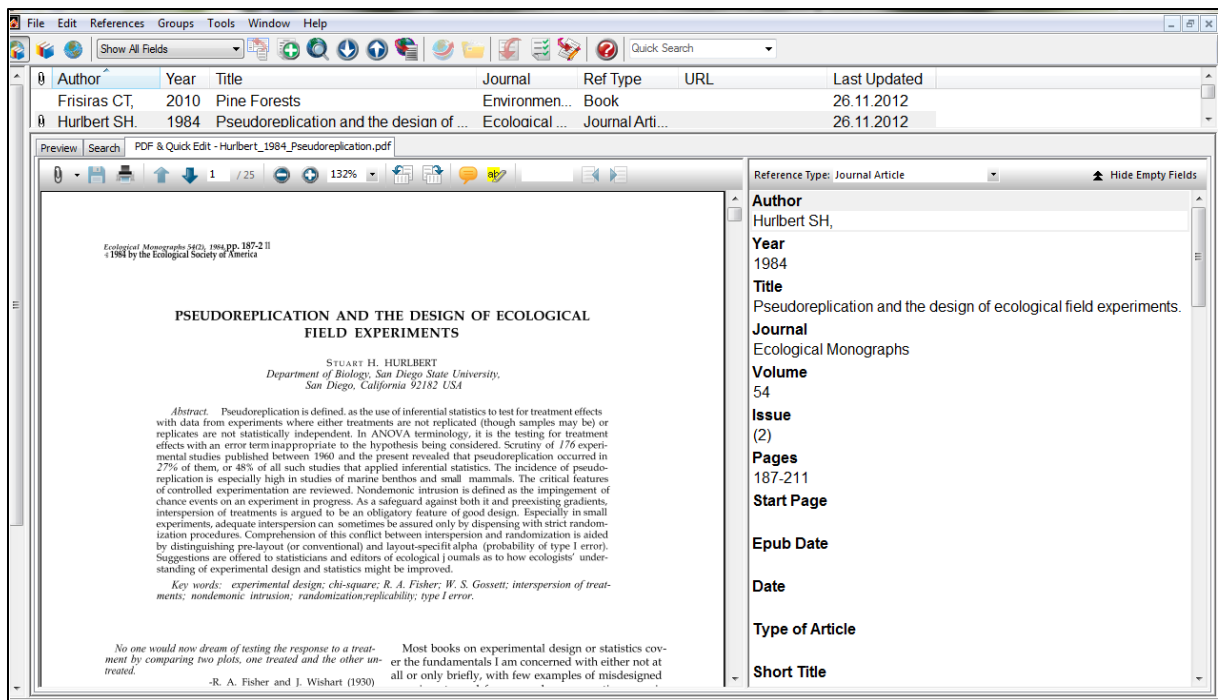 File Edit References Groups Tools Window Help
Show All Fields
Quick Search
Author Year Title Journal Ref Type URL Last Updated
Frisiras CT, 2010 Pine Forests Environmen... Book 26.11.2012
Hurlbert SH. 1984 Pseudoreplication and the design of ... Ecological ... Journal Arti... 26.11.2012
Preview Search PDF & Quick Edit - Hurlbert_1984_Pseudoreplication.pdf
1 / 25 132%
Ecological Monographs 54(2), 1984, pp. 187-2 ll
1984 by the Ecological Society of America
PSEUDOREPLICATION AND THE DESIGN OF ECOLOGICAL
FIELD EXPERIMENTS
STUART H. HURLBERT
Department of Biology, San Diego State University,
San Diego, California 92182 USA
Abstract. Pseudoreplication is defined. as the use of inferential statistics to test for treatment effects
with data from experiments where either treatments are not replicated (though samples may be) or
replicates are not statistically independent. In ANOVA terminology, it is the testing for treatment
effects with an error term inappropriate to the hypothesis being considered. Scrutiny of 176 experi-
mental studies published between 1960 and the present revealed that pseudoreplication occurred in
27% of them, or 48% of all such studies that applied inferential statistics. The incidence of pseudo-
replication is especially high in studies of marine benthos and small mammals. The critical features
of controlled experimentation are reviewed. Nondemonic intrusion is defined as the impingement of
chance events on an experiment in progress. As a safeguard against both it and preexisting gradients,
interspersion of treatments is argued to be an obligatory feature of good design. Especially in small
experiments, adequate interspersion can sometimes be assured only by dispensing with strict random-
ization procedures. Comprehension of this conflict between interspersion and randomization is aided
by distinguishing pre-layout (or conventional) and layout-specifit alpha (probability of type I error).
Suggestions are offered to statisticians and editors of ecological j oumals as to how ecologists' under-
standing of experimental design and statistics might be improved.
Key words: experimental design; chi-square; R. A. Fisher; W. S. Gossett; interspersion of treat-
ments; nondemonic intrusion; randomization;replicability; type I error.
No one would now dream of testing the response to a treat-
ment by comparing two plots, one treated and the other un-
treated.
-R. A. Fisher and J. Wishart (1930)
Most books on experimental design or statistics cov-
er the fundamentals I am concerned with either not at
all or only briefly, with few examples of misdesigned
Reference Type: Journal Article Hide Empty Fields
Author
Hurlbert SH,
Year
1984
Title
Pseudoreplication and the design of ecological field experiments.
Journal
Ecological Monographs
Volume
54
Issue
(2)
Pages
187-211
Start Page
Epub Date
Date
Type of Article
Short Title